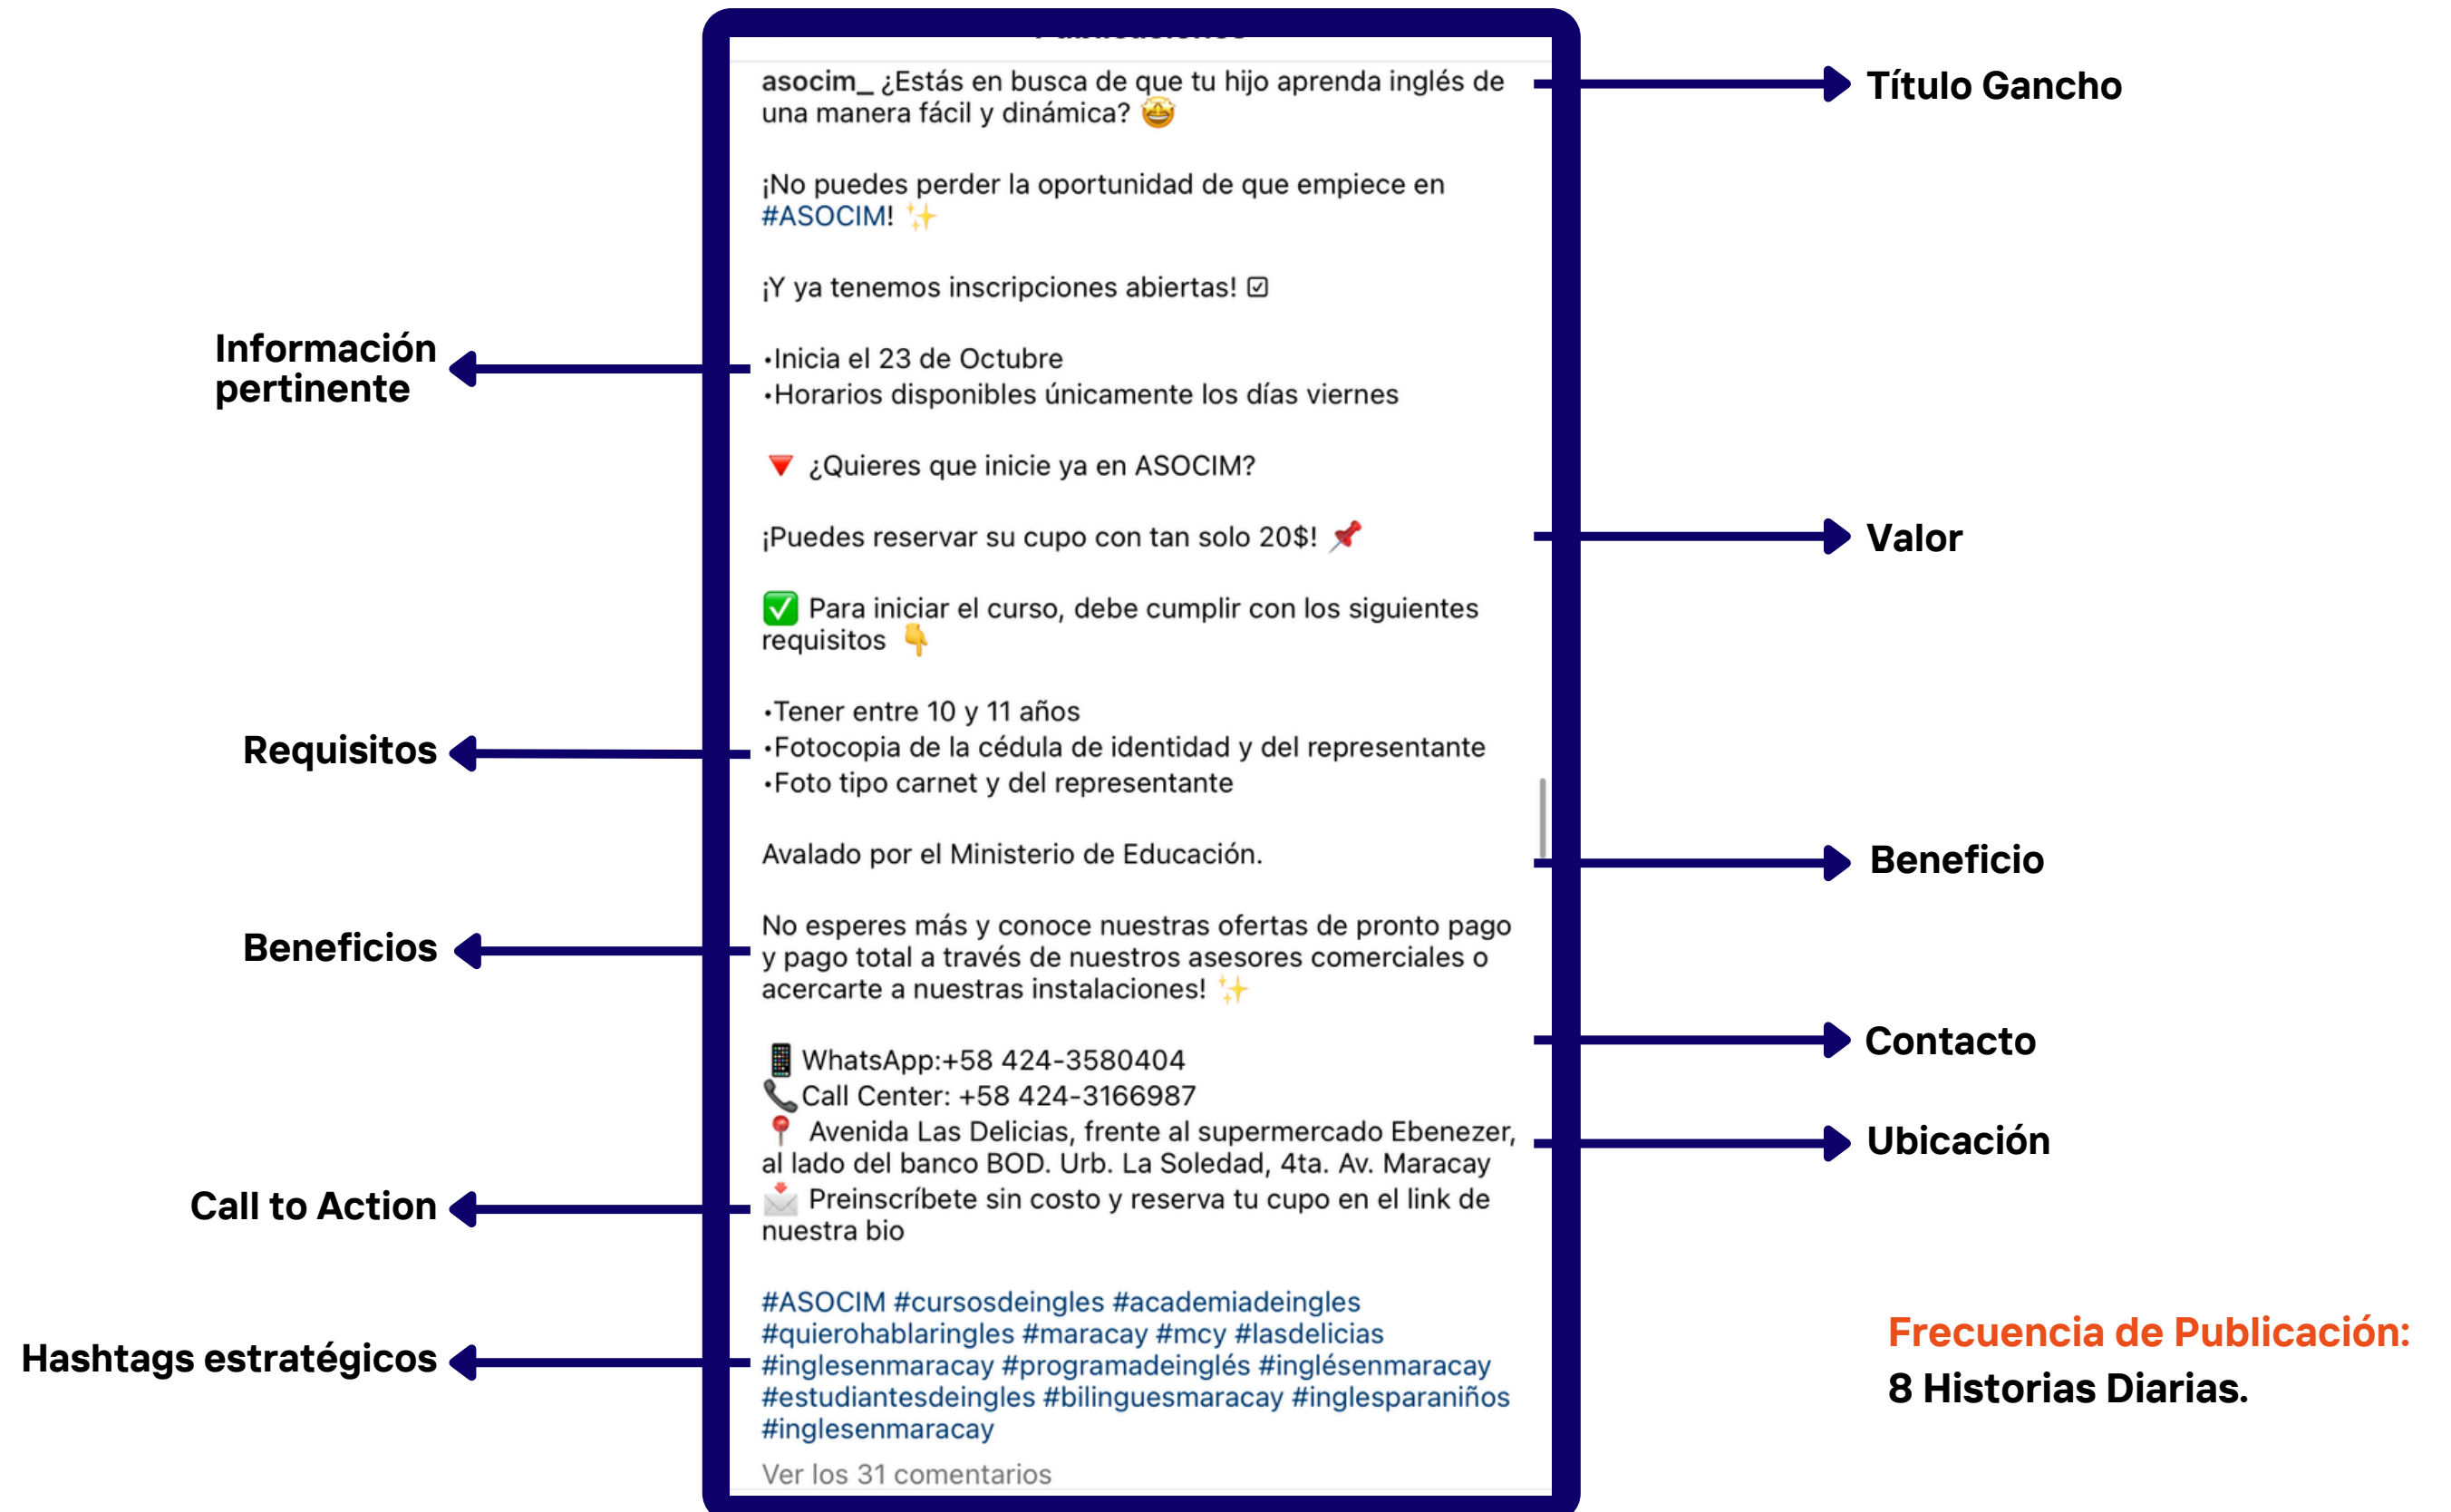 asocim_ ¿Estás en busca de que tu hijo aprenda inglés de
una manera fácil y dinámica? 🤩
Título Gancho
¡No puedes perder la oportunidad de que empiece en
#ASOCIM! ✨
¡Y ya tenemos inscripciones abiertas! ☑
Información
pertinente
•Inicia el 23 de Octubre
•Horarios disponibles únicamente los días viernes
🔻 ¿Quieres que inicie ya en ASOCIM?
¡Puedes reservar su cupo con tan solo 20$! 📌
Valor
✅ Para iniciar el curso, debe cumplir con los siguientes
requisitos 👇
Requisitos
•Tener entre 10 y 11 años
•Fotocopia de la cédula de identidad y del representante
•Foto tipo carnet y del representante
Avalado por el Ministerio de Educación.
Beneficio
Beneficios
No esperes más y conoce nuestras ofertas de pronto pago
y pago total a través de nuestros asesores comerciales o
acercarte a nuestras instalaciones! ✨
Contacto
📱WhatsApp:+58 424-3580404
📞Call Center: +58 424-3166987
📍 Avenida Las Delicias, frente al supermercado Ebenezer,
al lado del banco BOD. Urb. La Soledad, 4ta. Av. Maracay
Ubicación
Call to Action
📩 Preinscríbete sin costo y reserva tu cupo en el link de
nuestra bio
Hashtags estratégicos
#ASOCIM #cursosdeingles #academiadeingles
#quierohablaringles #maracay #mcy #lasdelicias
#inglesenmaracay #programadeinglés #inglésenmaracay
#estudiantesdeingles #bilinguesmaracay #inglesparaniños
#inglesenmaracay
Ver los 31 comentarios
Frecuencia de Publicación:
8 Historias Diarias.